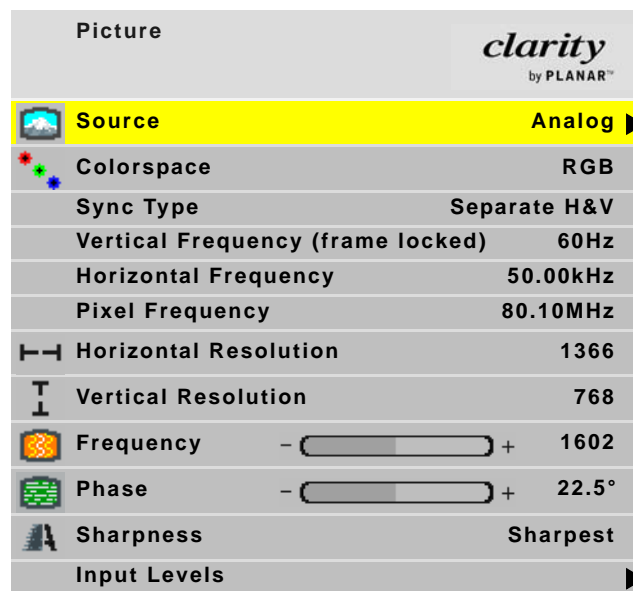 Picture
clarity
by PLANAR™
Source Analog
Colorspace RGB
Sync Type Separate H&V
Vertical Frequency (frame locked) 60Hz
Horizontal Frequency 50.00kHz
Pixel Frequency 80.10MHz
Horizontal Resolution 1366
Vertical Resolution 768
Frequency - + 1602
Phase - + 22.5°
Sharpness Sharpest
Input Levels